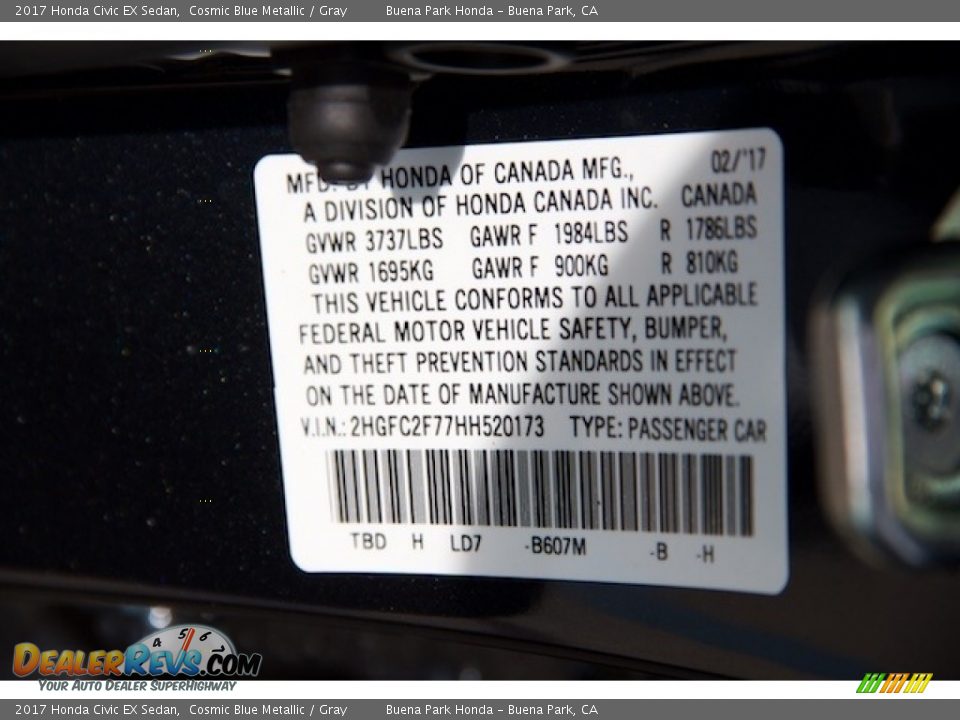 2017 Honda Civic EX Sedan, Cosmic Blue Metallic / Gray Buena Park Honda – Buena Park, CA
02/'17
MFD. BY HONDA OF CANADA MFG.,
A DIVISION OF HONDA CANADA INC. CANADA
GVWR 3737LBS GAWR F 1984LBS R 1786LBS
GVWR 1695KG GAWR F 900KG R 810KG
THIS VEHICLE CONFORMS TO ALL APPLICABLE
FEDERAL MOTOR VEHICLE SAFETY, BUMPER,
AND THEFT PREVENTION STANDARDS IN EFFECT
ON THE DATE OF MANUFACTURE SHOWN ABOVE.
V.I.N.: 2HGFC2F77HH520173 TYPE: PASSENGER CAR
TBD H LD7 -B607M -B -H
4 5 6
DEALERREVS.COM
YOUR AUTO DEALER SUPERHIGHWAY
2017 Honda Civic EX Sedan, Cosmic Blue Metallic / Gray Buena Park Honda – Buena Park, CA